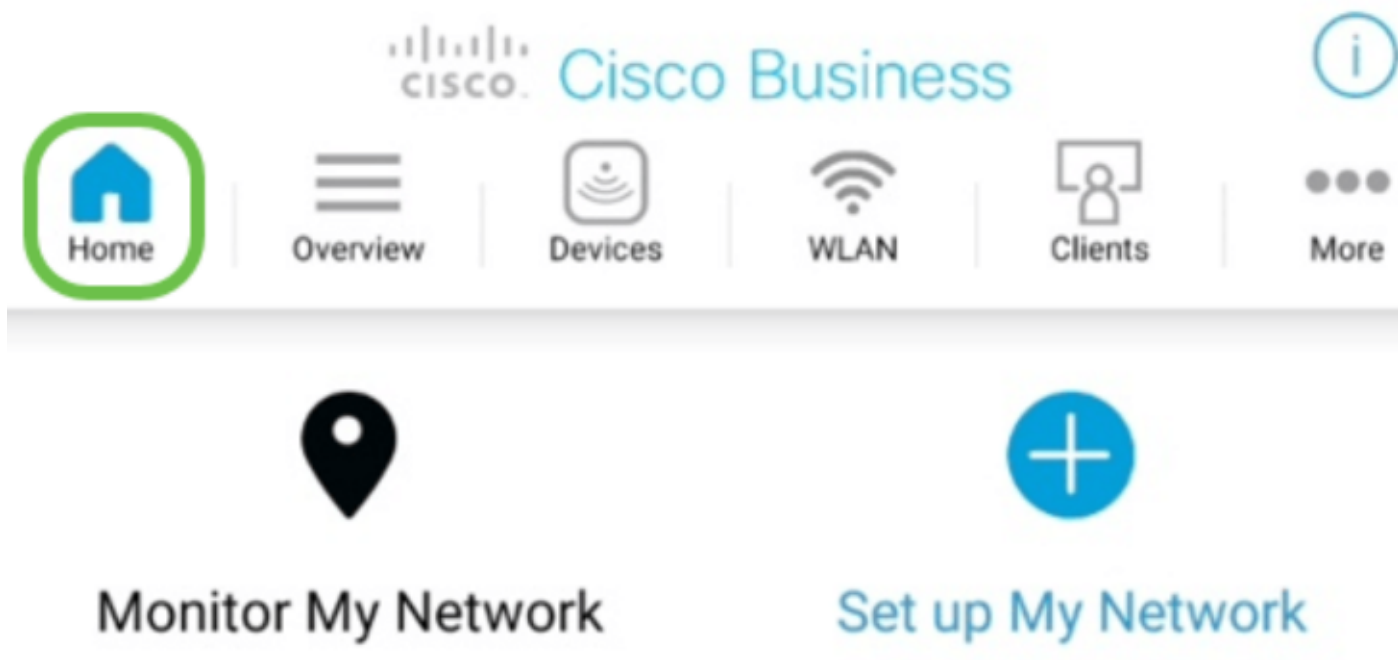 CISCO. Cisco Business
Home Overview Devices WLAN Clients More
Monitor My Network Set up My Network